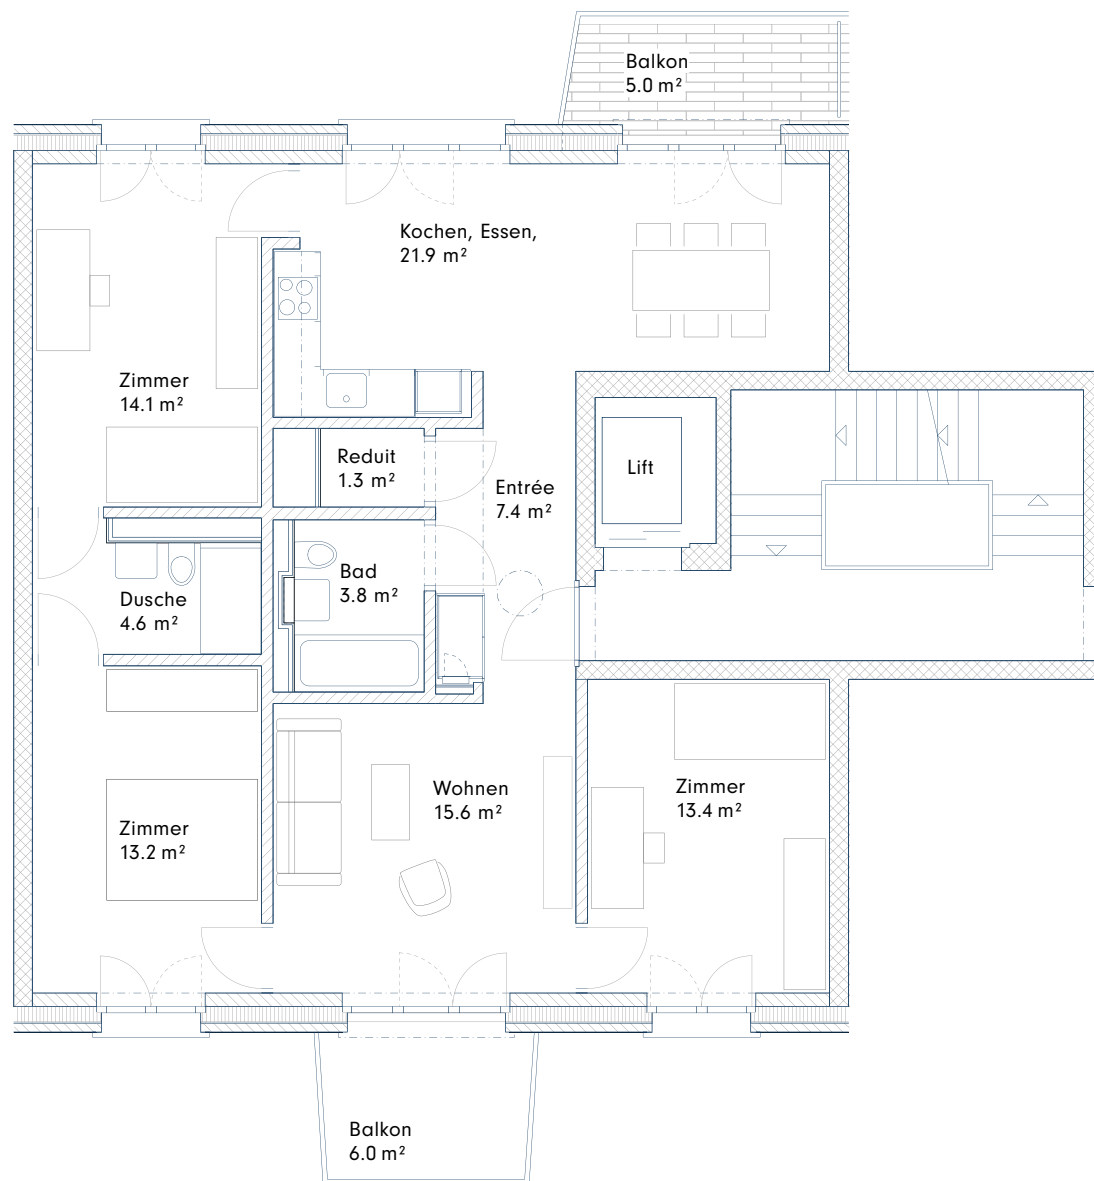 Balkon
5.0 m²
Kochen, Essen,
21.9 m²
Zimmer
14.1 m²
Reduit
1.3 m²
Lift
Entrée
7.4 m²
Bad
3.8 m²
Dusche
4.6 m²
Wohnen
15.6 m²
Zimmer
13.4 m²
Zimmer
13.2 m²
Balkon
6.0 m²